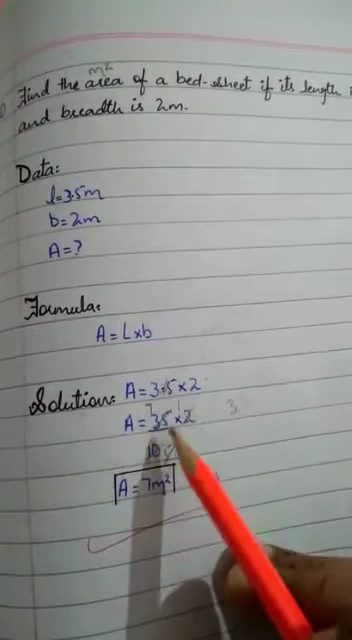 m²
Find the area of a bed-sheet if its length
and breadth is 2m.
Data:
l=3.5m
b=2m
A=?
Formula:
A = L×b
Solution: A = 3.5×2
A = 35×2
10
A = 7m²
3